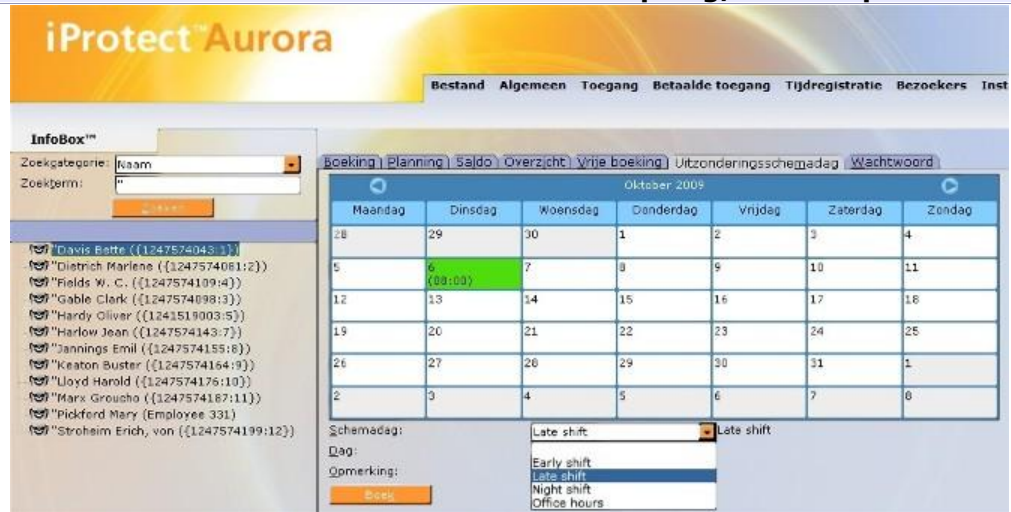 iProtect™Aurora
Bestand Algemeen Toegang Betaalde toegang Tijdregistratie Bezoekers Inst
InfoBox™
Zoekgategorie: Naam
Zoekterm: "
Zoeken
"Davis Bette ({1247574043:1})
"Dietrich Marlene ({1247574081:2})
"Fields W. C. ({1247574109:4})
"Gable Clark ({1247574098:3})
"Hardy Oliver ({1241519003:5})
"Harlow Jean ({1247574143:7})
"Jannings Emil ({1247574155:8})
"Keaton Buster ({1247574164:9})
"Lloyd Harold ({1247574176:10})
"Marx Groucho ({1247574187:11})
"Pickford Mary (Employee 331)
"Stroheim Erich, von ({1247574199:12})
Boeking Planning Saldo Overzicht Vrije boeking Uitzonderingsschemadag Wachtwoord
Oktober 2009
Maandag Dinsdag Woensdag Donderdag Vrijdag Zaterdag Zondag
28 29 30 1 2 3 4
5 6 7 8 9 10 11
(08:00)
12 13 14 15 16 17 18
19 20 21 22 23 24 25
26 27 28 29 30 31 1
2 3 4 5 6 7 8
Schemadag: Late shift Late shift
Dag:
Early shift
Late shift
Opmerking:
Night shift
Office hours
Boek